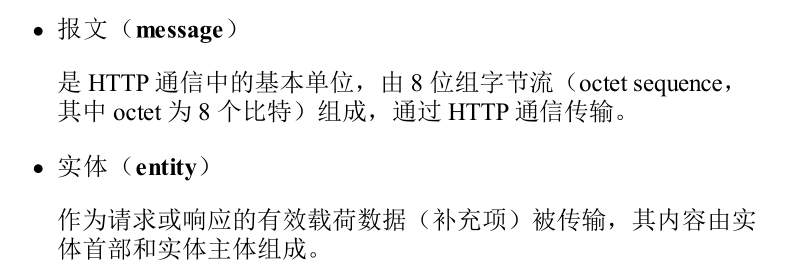 • 报文（message）
是 HTTP 通信中的基本单位，由 8 位组字节流（octet sequence，
其中 octet 为 8 个比特）组成，通过 HTTP 通信传输。
• 实体（entity）
作为请求或响应的有效载荷数据（补充项）被传输，其内容由实
体首部和实体主体组成。